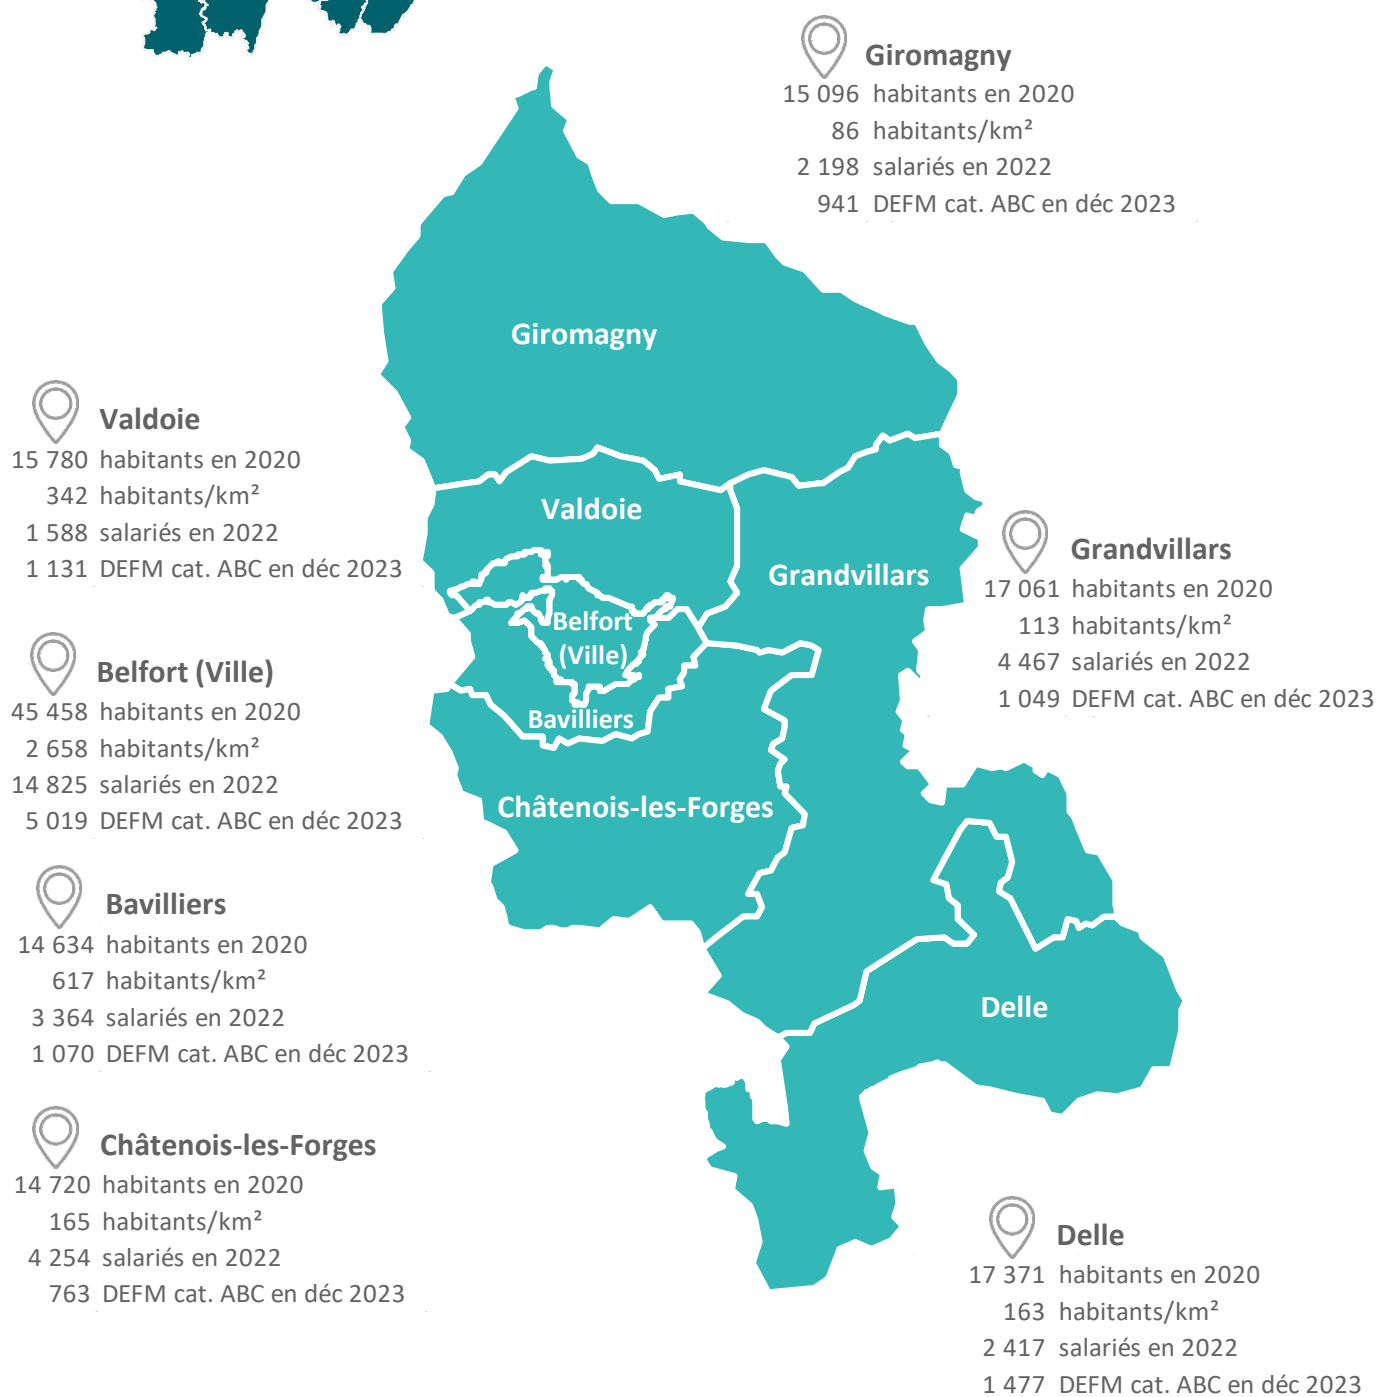 Giromagny
15 096 habitants en 2020
86 habitants/km²
2 198 salariés en 2022
941 DEFM cat. ABC en déc 2023
Giromagny
Valdoie
15 780 habitants en 2020
342 habitants/km²
1 588 salariés en 2022
1 131 DEFM cat. ABC en déc 2023
Valdoie
Grandvillars
Grandvillars
17 061 habitants en 2020
113 habitants/km²
4 467 salariés en 2022
1 049 DEFM cat. ABC en déc 2023
Belfort
(Ville)
Belfort (Ville)
45 458 habitants en 2020
2 658 habitants/km²
14 825 salariés en 2022
5 019 DEFM cat. ABC en déc 2023
Bavilliers
Châtenois-les-Forges
Bavilliers
14 634 habitants en 2020
617 habitants/km²
3 364 salariés en 2022
1 070 DEFM cat. ABC en déc 2023
Delle
Châtenois-les-Forges
14 720 habitants en 2020
165 habitants/km²
4 254 salariés en 2022
763 DEFM cat. ABC en déc 2023
Delle
17 371 habitants en 2020
163 habitants/km²
2 417 salariés en 2022
1 477 DEFM cat. ABC en déc 2023